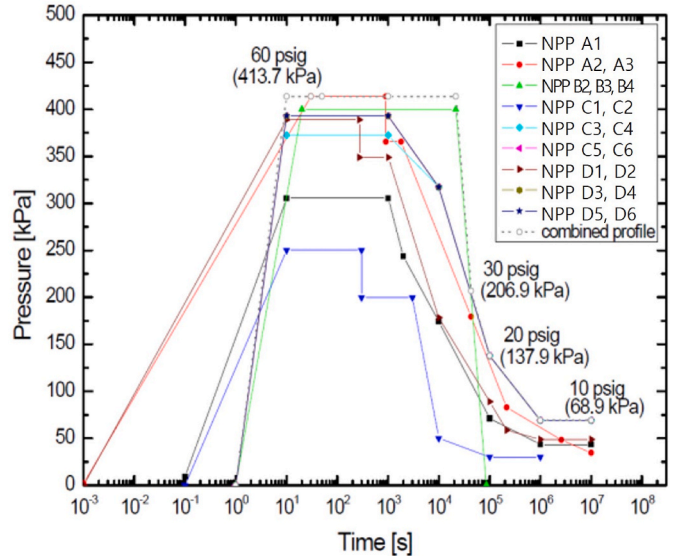 500
450
400
350
300
250
200
150
100
50
0
Pressure [kPa]
10-3
10-2
10-1
100
101
102
103
104
105
106
107
108
Time [s]
60 psig
(413.7 kPa)
30 psig
(206.9 kPa)
20 psig
(137.9 kPa)
10 psig
(68.9 kPa)
NPP A1
NPP A2, A3
NPP B2, B3, B4
NPP C1, C2
NPP C3, C4
NPP C5, C6
NPP D1, D2
NPP D3, D4
NPP D5, D6
combined profile